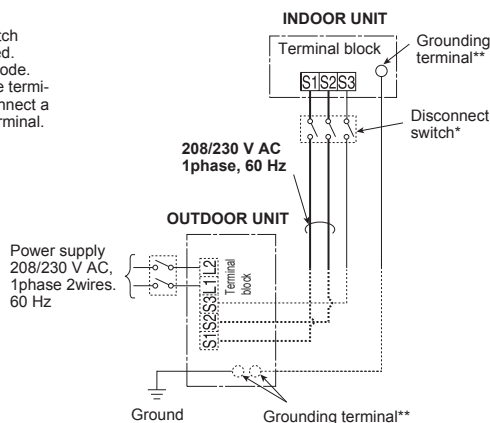 tch
ed.
ode.
e termi-
nnect a
rminal.
INDOOR UNIT
Terminal block
Grounding
terminal**
S1 S2 S3
Disconnect
switch*
208/230 V AC
1phase, 60 Hz
OUTDOOR UNIT
Power supply
208/230 V AC,
1phase 2wires.
60 Hz
S1 S2 S3 L1 L2
Terminal
block
Ground
Grounding terminal**